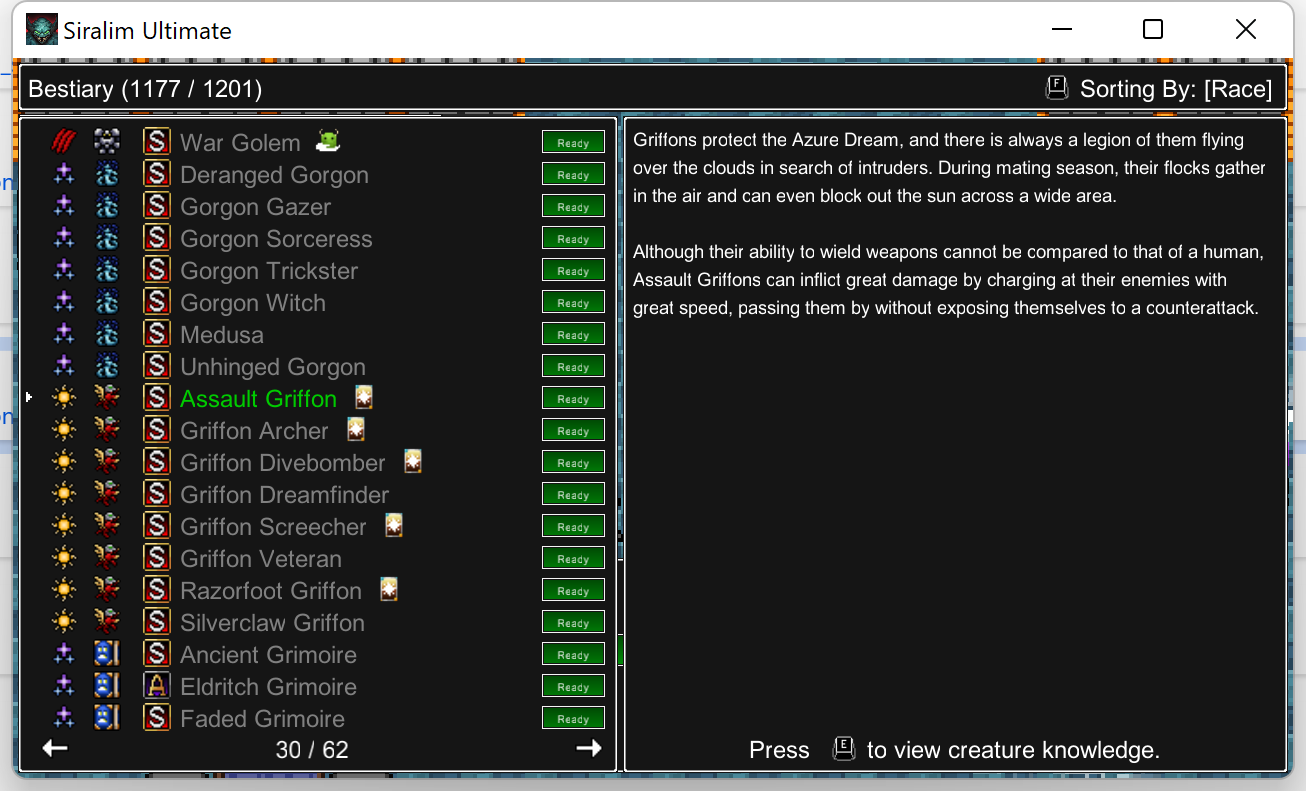 Siralim Ultimate
Bestiary (1177 / 1201)
F Sorting By: [Race]
S War Golem Ready
S Deranged Gorgon Ready
S Gorgon Gazer Ready
S Gorgon Sorceress Ready
S Gorgon Trickster Ready
S Gorgon Witch Ready
S Medusa Ready
S Unhinged Gorgon Ready
S Assault Griffon Ready
S Griffon Archer Ready
S Griffon Divebomber Ready
S Griffon Dreamfinder Ready
S Griffon Screecher Ready
S Griffon Veteran Ready
S Razorfoot Griffon Ready
S Silverclaw Griffon Ready
S Ancient Grimoire Ready
A Eldritch Grimoire Ready
S Faded Grimoire Ready
30 / 62
Griffons protect the Azure Dream, and there is always a legion of them flying
over the clouds in search of intruders. During mating season, their flocks gather
in the air and can even block out the sun across a wide area.
Although their ability to wield weapons cannot be compared to that of a human,
Assault Griffons can inflict great damage by charging at their enemies with
great speed, passing them by without exposing themselves to a counterattack.
Press E to view creature knowledge.